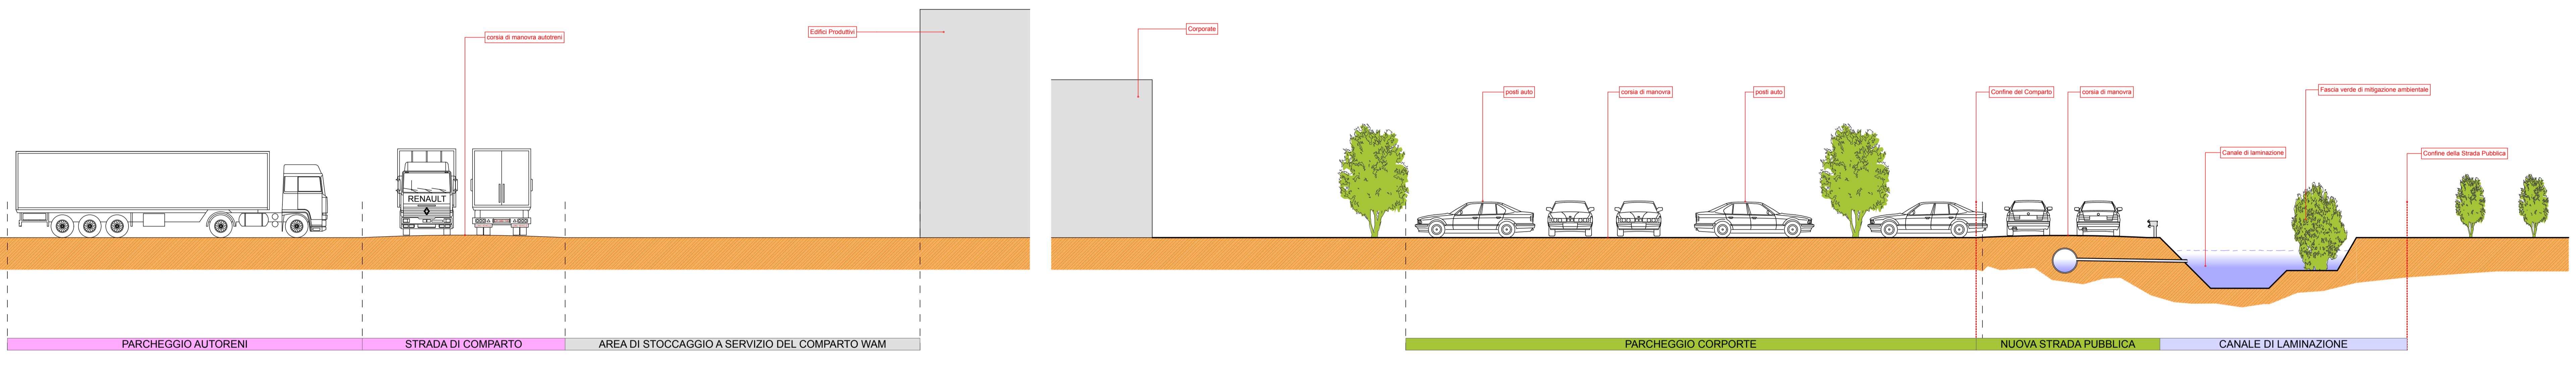 corsia di manovra autotreni
Edifici Produttivi
Corporate
posti auto
corsia di manovra
posti auto
Confine del Comparto
corsia di manovra
Fascia verde di mitigazione ambientale
Canale di laminazione
Confine della Strada Pubblica
RENAULT
PARCHEGGIO AUTORENI
STRADA DI COMPARTO
AREA DI STOCCAGGIO A SERVIZIO DEL COMPARTO WAM
PARCHEGGIO CORPORTE
NUOVA STRADA PUBBLICA
CANALE DI LAMINAZIONE